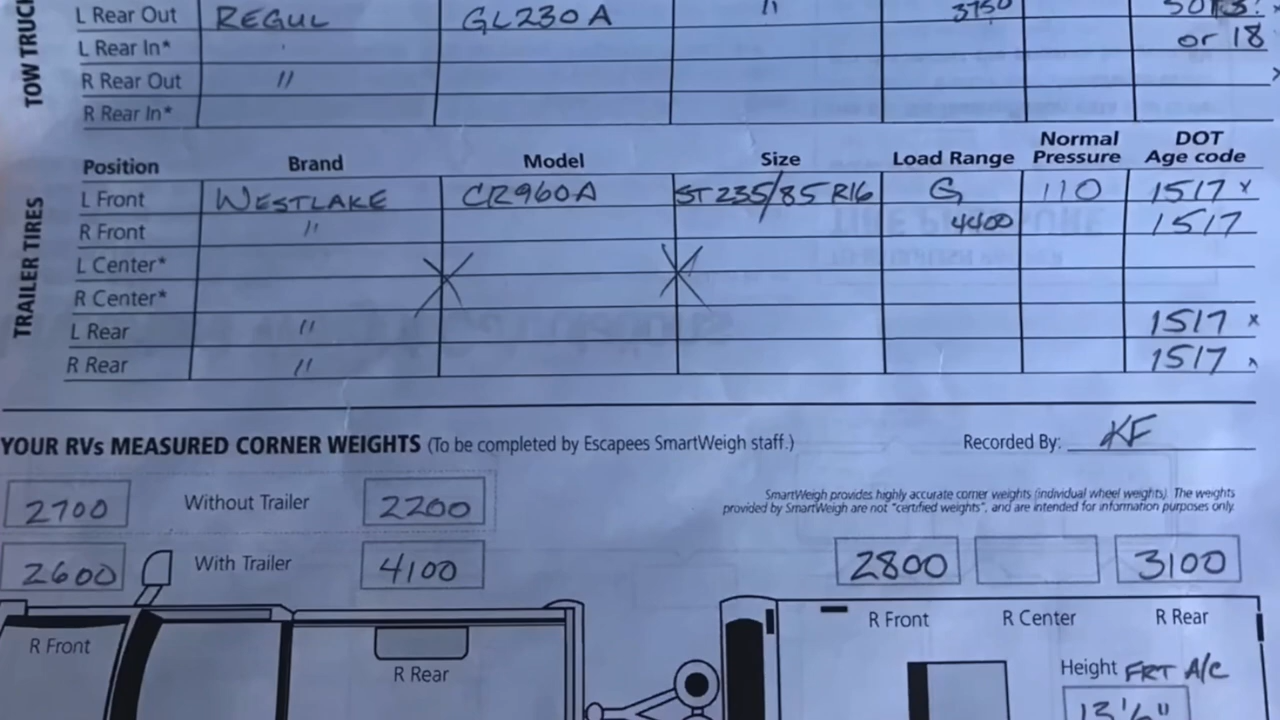 TOW TRUCK
L Rear Out REGUL GL230A " 3750
L Rear In* or 18
R Rear Out "
R Rear In*
TRAILER TIRES
Position Brand Model Size Load Range Normal Pressure DOT Age code
L Front WESTLAKE CR960A ST235/85 R16 G 110 1517 x
R Front " 4400 1517
L Center*
R Center*
L Rear " 1517 x
R Rear " 1517
YOUR RVs MEASURED CORNER WEIGHTS (To be completed by Escapees SmartWeigh staff.) Recorded By: KF
2700 Without Trailer 2200
SmartWeigh provides highly accurate corner weights (individual wheel weights). The weights
provided by SmartWeigh are not "certified weights", and are intended for information purposes only.
2600 With Trailer 4100 2800 3100
R Front R Rear R Front R Center R Rear
Height FRT A/C
13'6"